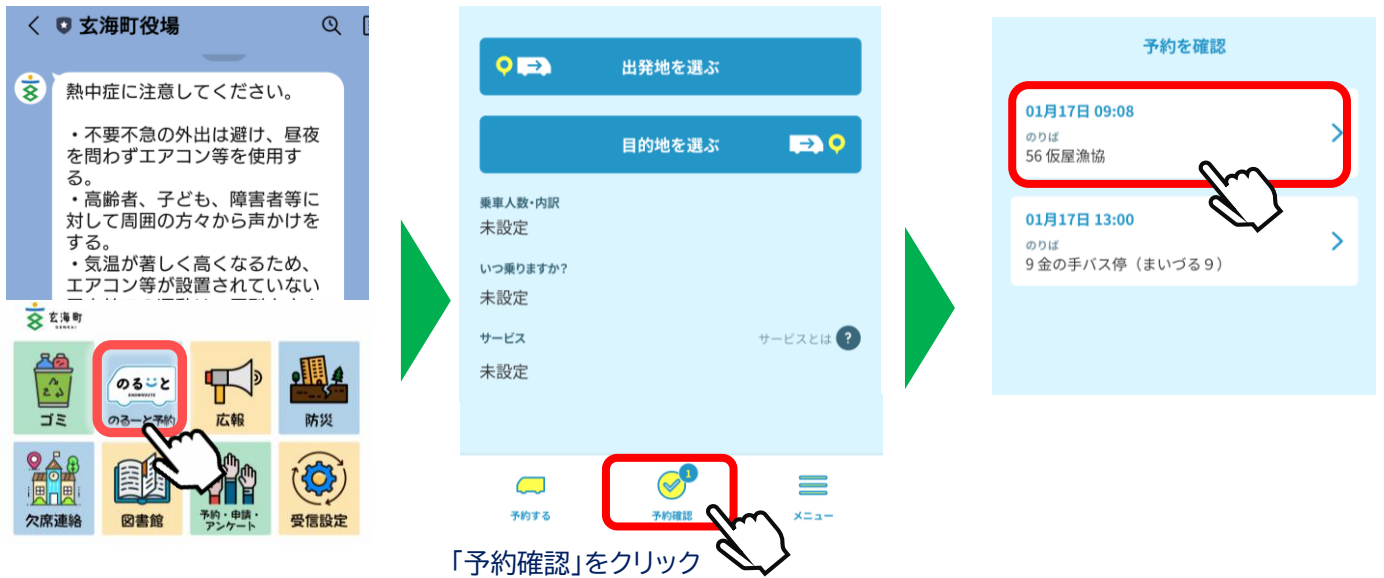 玄海町役場
熱中症に注意してください。
・不要不急の外出は避け、昼夜
を問わずエアコン等を使用す
る。
・高齢者、子ども、障害者等に
対して周囲の方々から声かけを
する。
・気温が著しく高くなるため、
エアコン等が設置されていない
玄海町
GENKAI
のるーと
KNOWROUTE
ゴミ
のるーと予約
広報
防災
欠席連絡
図書館
予約・申請・
アンケート
受信設定
出発地を選ぶ
目的地を選ぶ
乗車人数・内訳
未設定
いつ乗りますか?
未設定
サービス
サービスとは ?
未設定
予約する
1
予約確認
メニュー
「予約確認」をクリック
予約を確認
01月17日 09:08
のりば
56 仮屋漁協
01月17日 13:00
のりば
9 金の手バス停（まいづる９）